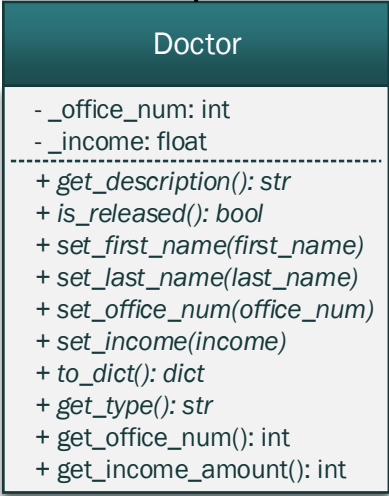 Doctor
- _office_num: int
- _income: float
+ get_description(): str
+ is_released(): bool
+ set_first_name(first_name)
+ set_last_name(last_name)
+ set_office_num(office_num)
+ set_income(income)
+ to_dict(): dict
+ get_type(): str
+ get_office_num(): int
+ get_income_amount(): int